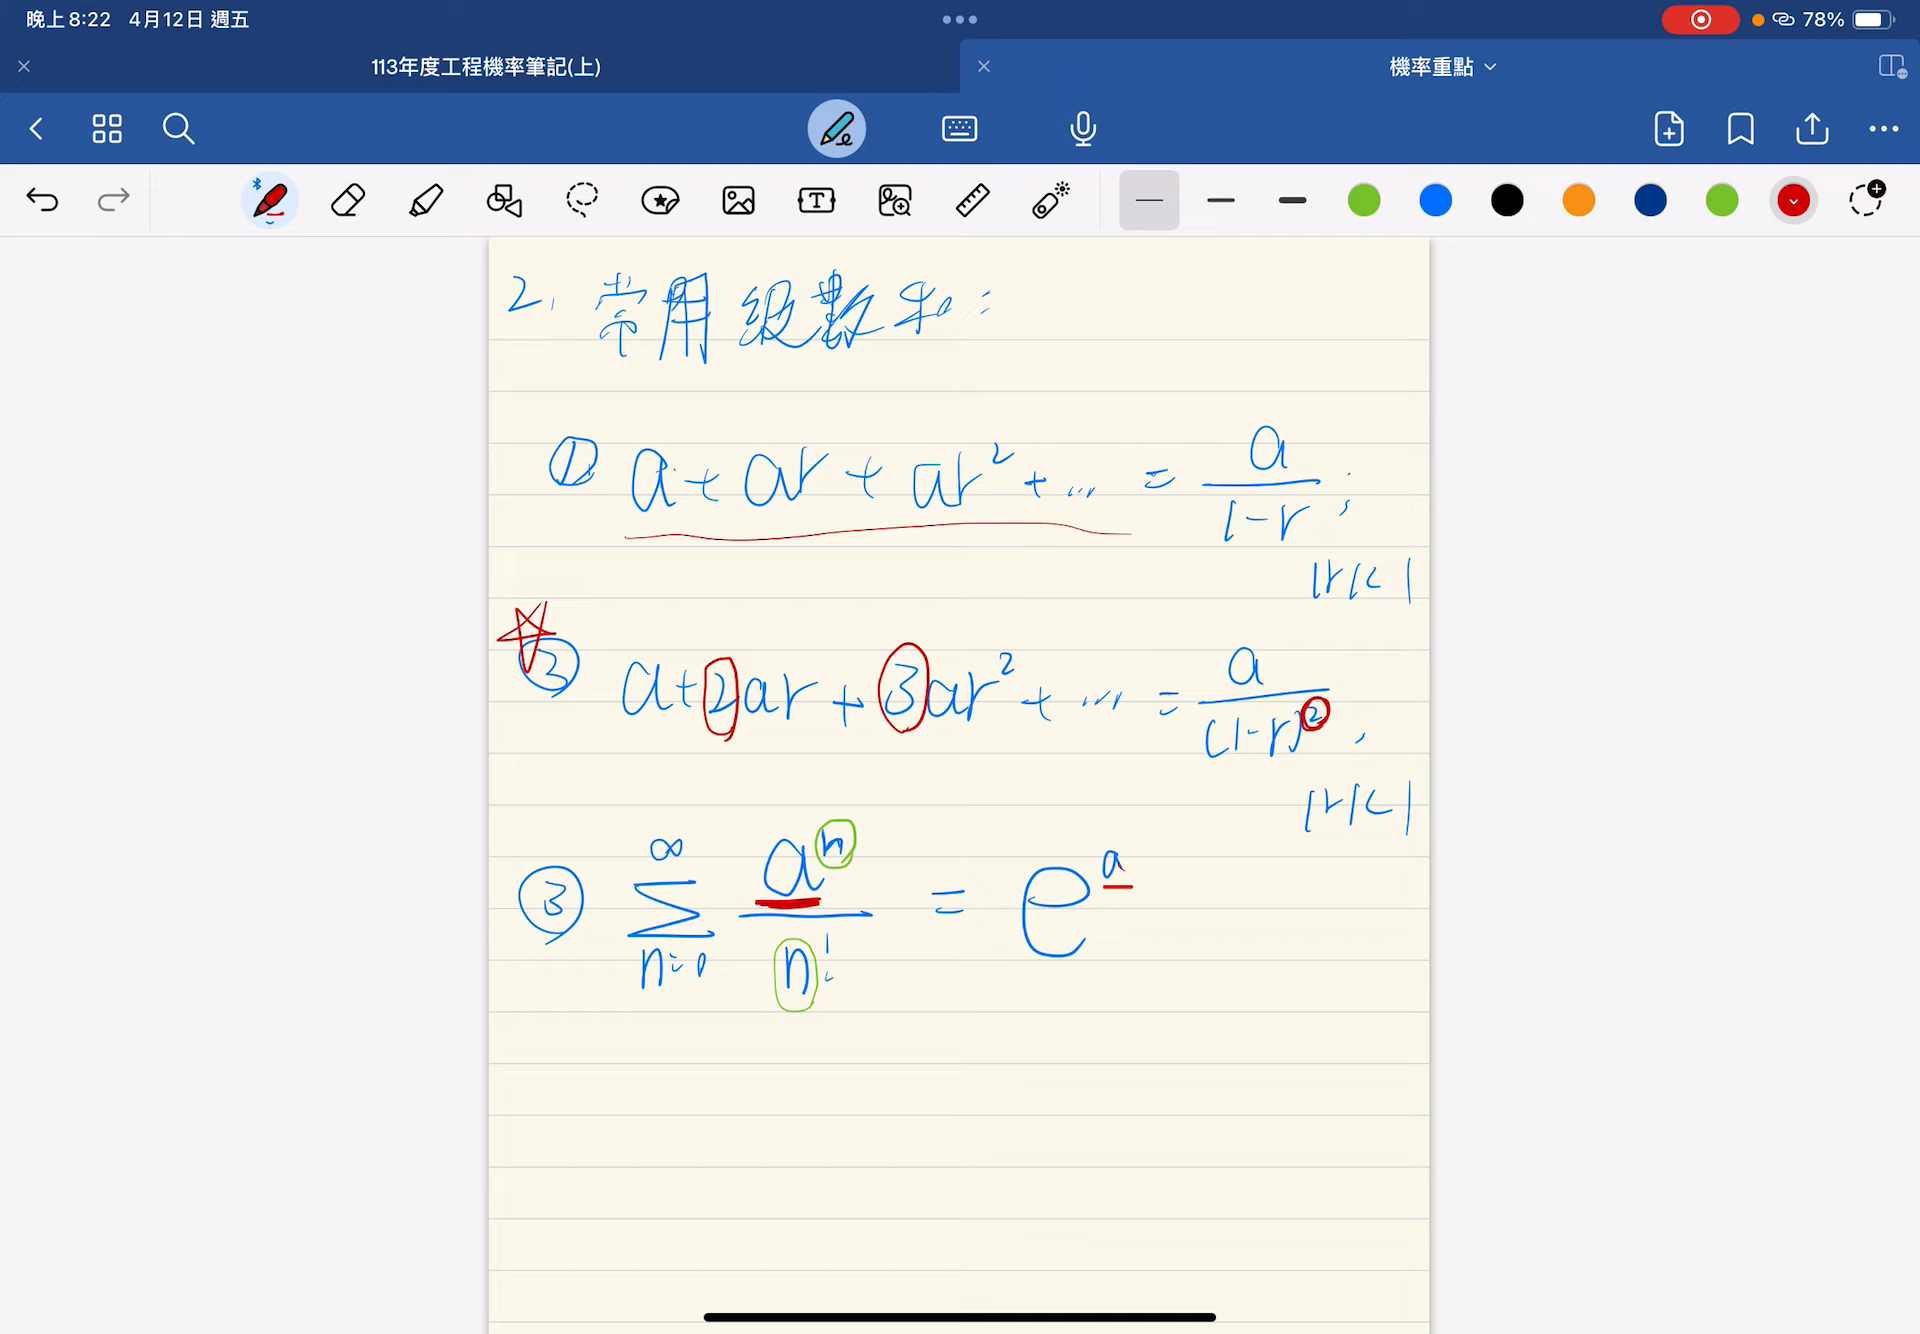 晚上8:22 4月12日 週五
78%
113年度工程機率筆記(上)
機率重點
2. 常用級數和:
① a + ar + ar² + ... = a/(1-r) ;
|r| < 1
② a + 2ar + 3ar² + ... = a/(1-r)² ,
|r| < 1
③ ∞∑n=0 aⁿ/n! = eᵃ